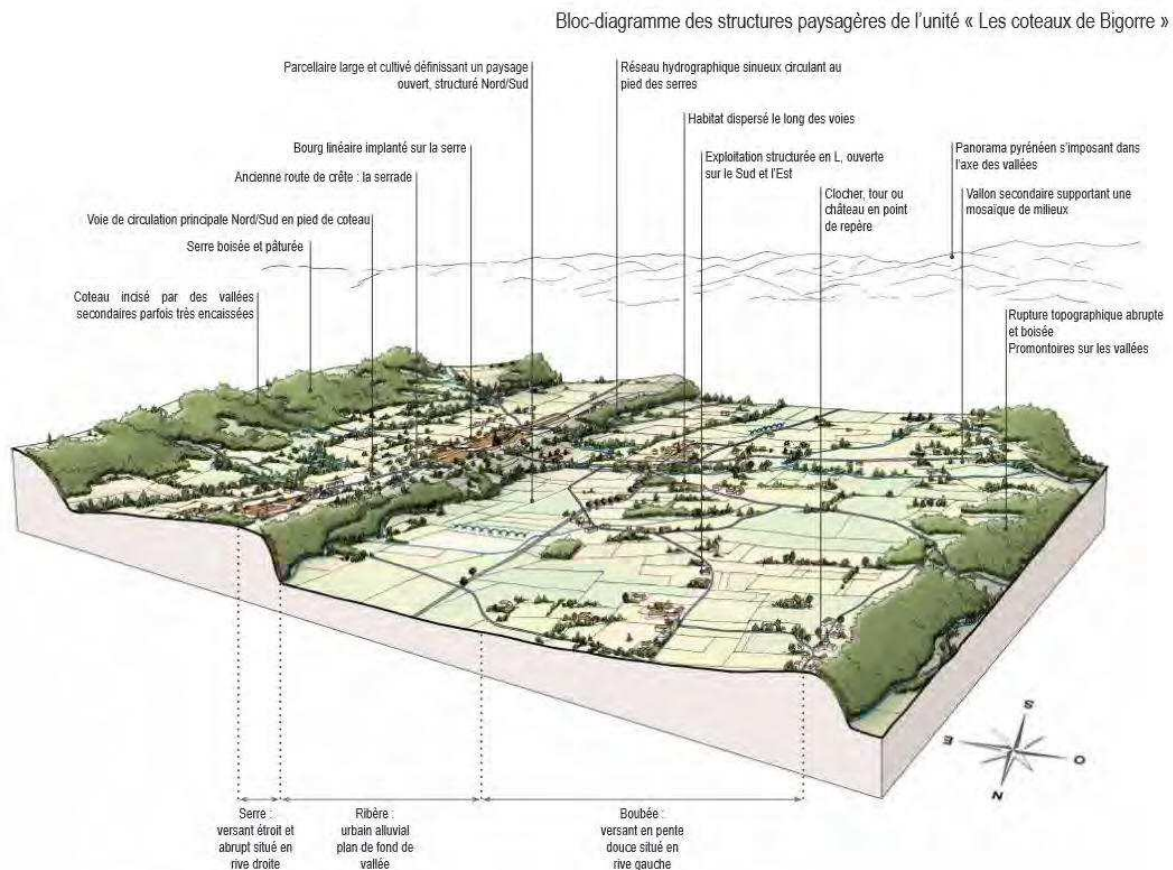 Bloc-diagramme des structures paysagères de l'unité « Les coteaux de Bigorre »
Parcellaire large et cultivé définissant un paysage
ouvert, structuré Nord/Sud
Réseau hydrographique sinueux circulant au
pied des serres
Habitat dispersé le long des voies
Bourg linéaire implanté sur la serre
Exploitation structurée en L, ouverte
sur le Sud et l'Est
Panorama pyrénéen s'imposant dans
l'axe des vallées
Ancienne route de crête : la serrade
Clocher, tour ou
château en point
de repère
Vallon secondaire supportant une
mosaïque de milieux
Voie de circulation principale Nord/Sud en pied de coteau
Serre boisée et pâturée
Coteau incisé par des vallées
secondaires parfois très encaissées
Rupture topographique abrupte
et boisée
Promontoires sur les vallées
S
E
O
N
Serre :
versant étroit et
abrupt situé en
rive droite
Ribère :
urbain alluvial
plan de fond de
vallée
Boubée :
versant en pente
douce situé en
rive gauche